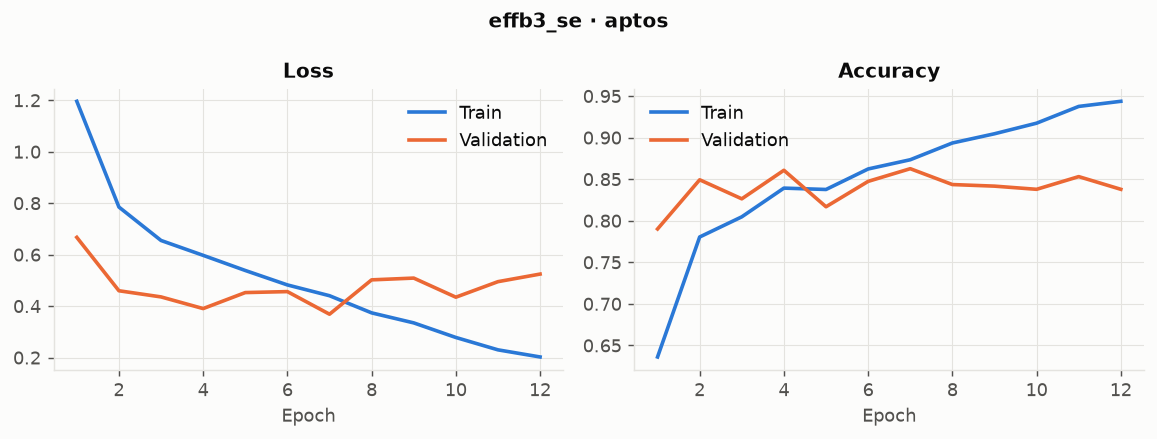 effb3_se · aptos
Loss
Train
Validation
1.2
1.0
0.8
0.6
0.4
0.2
2 4 6 8 10 12
Epoch
Accuracy
Train
Validation
0.95
0.90
0.85
0.80
0.75
0.70
0.65
2 4 6 8 10 12
Epoch